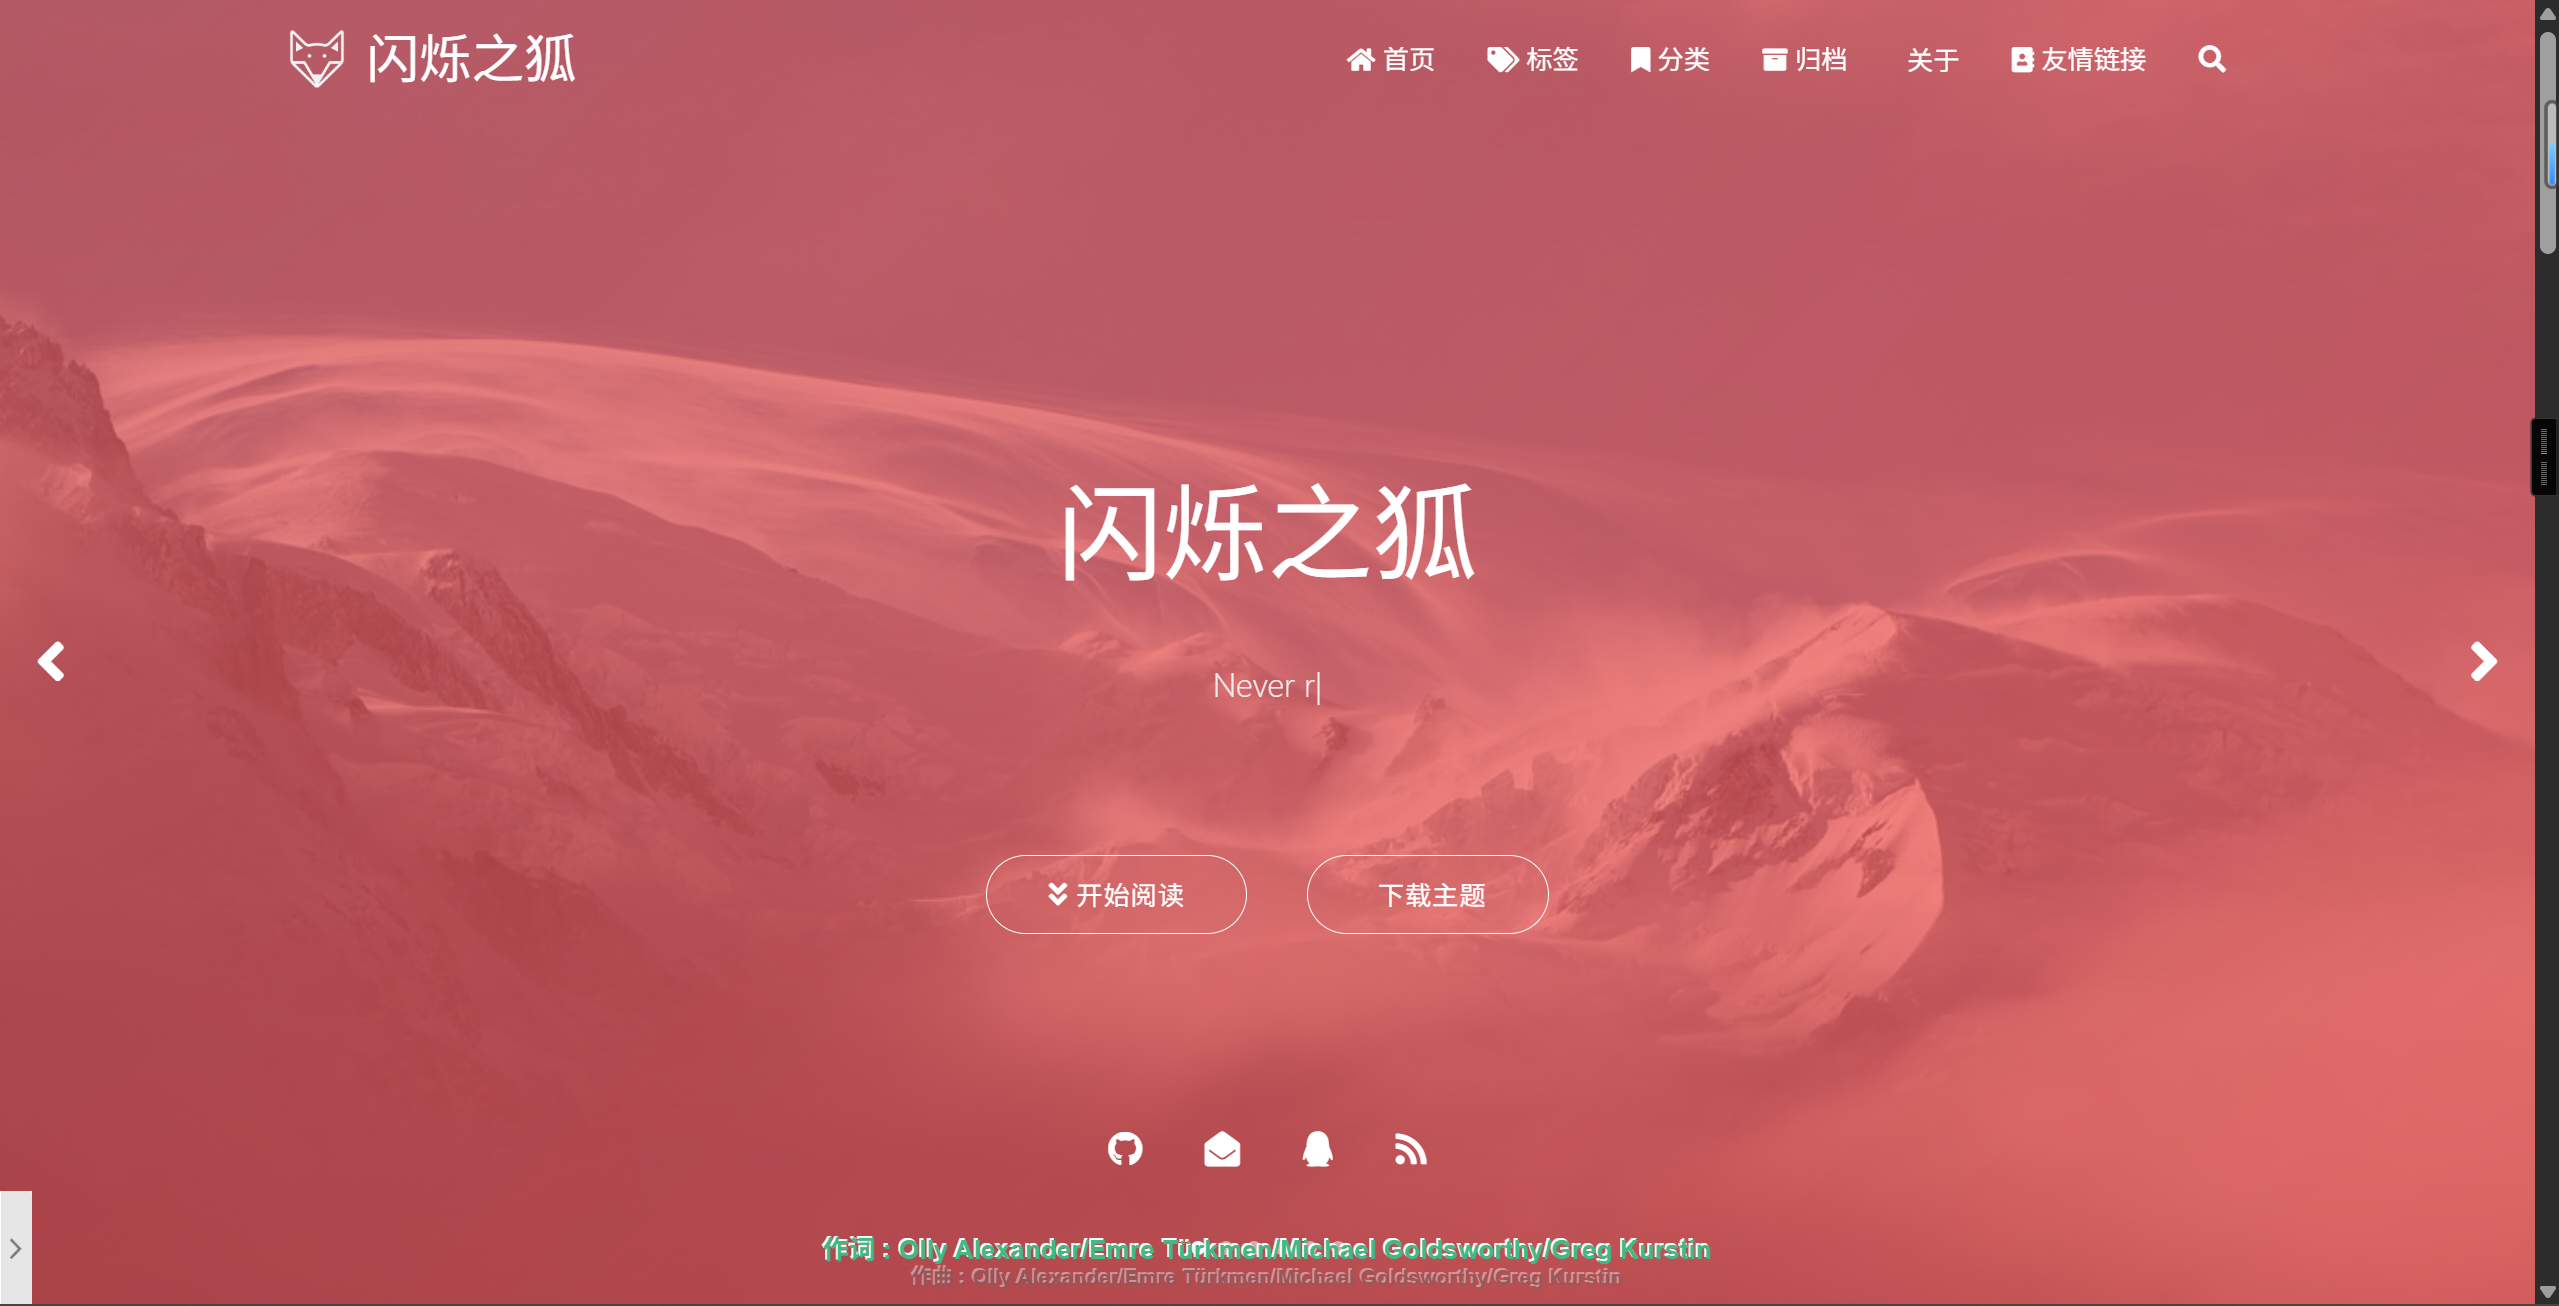 闪烁之狐
首页 标签 分类 归档 关于 友情链接
闪烁之狐
Never r|
开始阅读 下载主题
作词 : Olly Alexander/Emre Türkmen/Michael Goldsworthy/Greg Kurstin
作曲 : Olly Alexander/Emre Türkmen/Michael Goldsworthy/Greg Kurstin